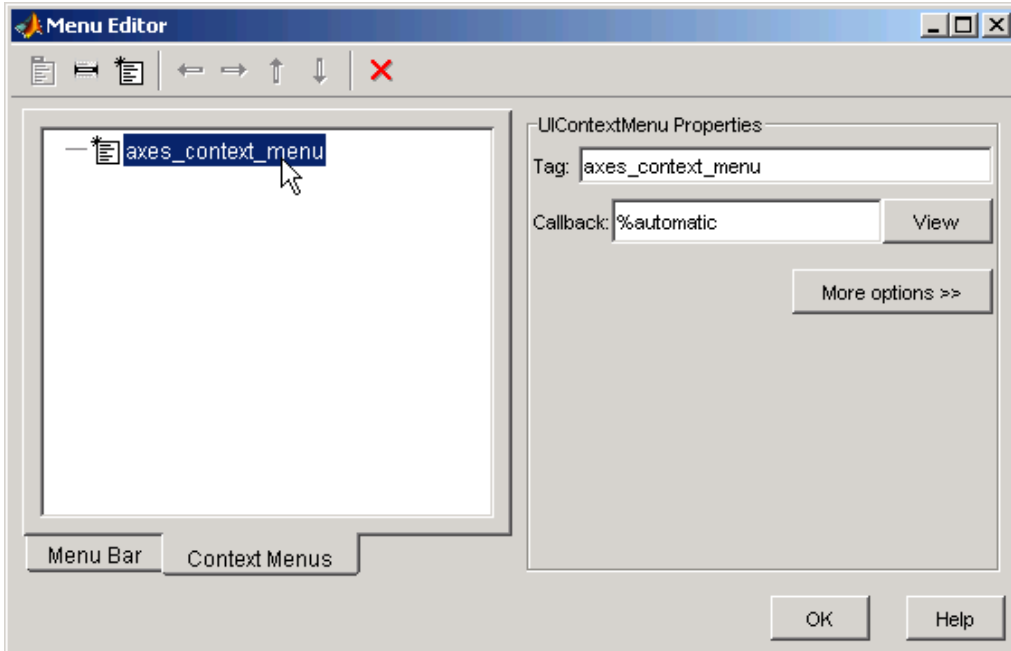 Menu Editor
axes_context_menu
UIContextMenu Properties
Tag: axes_context_menu
Callback: %automatic View
More options >>
Menu Bar Context Menus
OK Help